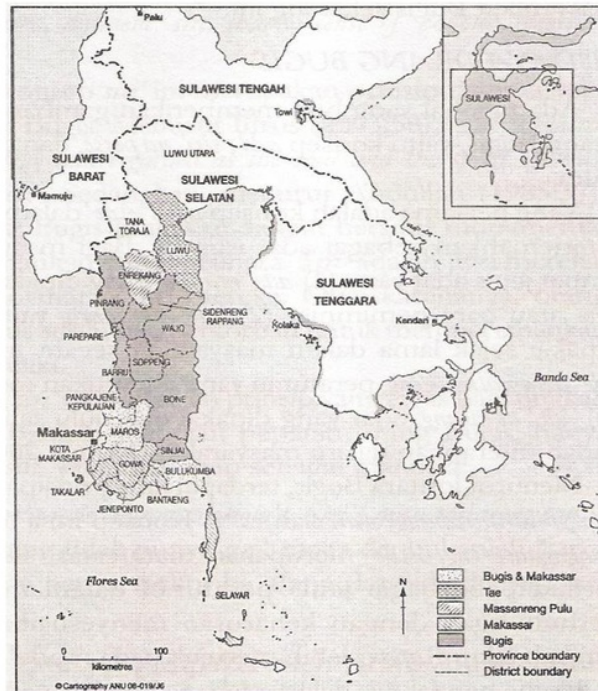 Palu
SULAWESI TENGAH
Towi
SULAWESI
LUWU UTARA
SULAWESI
BARAT
SULAWESI
SELATAN
Mamuju
TANA
TORAJA
LUWU
ENREKANG
SULAWESI
TENGGARA
PINRANG
SIDENRENG
RAPPANG
WAJO
Kolaka
Kendari
PAREPARE
SOPPENG
BARRU
Banda Sea
PANGKAJENE
KEPULAUAN
BONE
Makassar
MAROS
KOTA
MAKASSAR
SINJAI
GOWA
BULUKUMBA
TAKALAR
BANTAENG
JENEPONTO
Flores Sea
SELAYAR
N
Bugis & Makassar
Tae
Massenreng Pulu
Makassar
Bugis
Province boundary
District boundary
0 100
kilometres
© Cartography ANU 08-019/J6